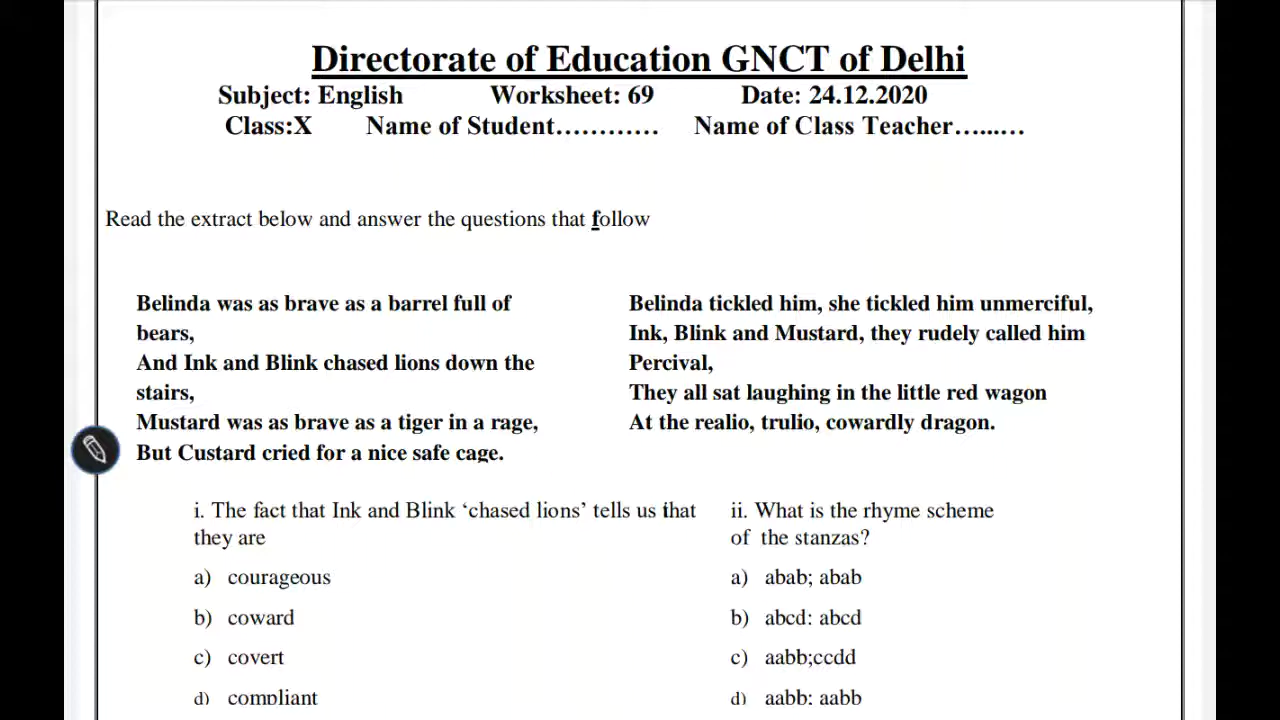 Directorate of Education GNCT of Delhi
Subject: English Worksheet: 69 Date: 24.12.2020
Class:X Name of Student………… Name of Class Teacher…...…
Read the extract below and answer the questions that follow
Belinda was as brave as a barrel full of
bears,
And Ink and Blink chased lions down the
stairs,
Mustard was as brave as a tiger in a rage,
But Custard cried for a nice safe cage.
Belinda tickled him, she tickled him unmerciful,
Ink, Blink and Mustard, they rudely called him
Percival,
They all sat laughing in the little red wagon
At the realio, trulio, cowardly dragon.
i. The fact that Ink and Blink ‘chased lions’ tells us that
they are
a) courageous
b) coward
c) covert
d) compliant
ii. What is the rhyme scheme
of the stanzas?
a) abab; abab
b) abcd: abcd
c) aabb;ccdd
d) aabb; aabb